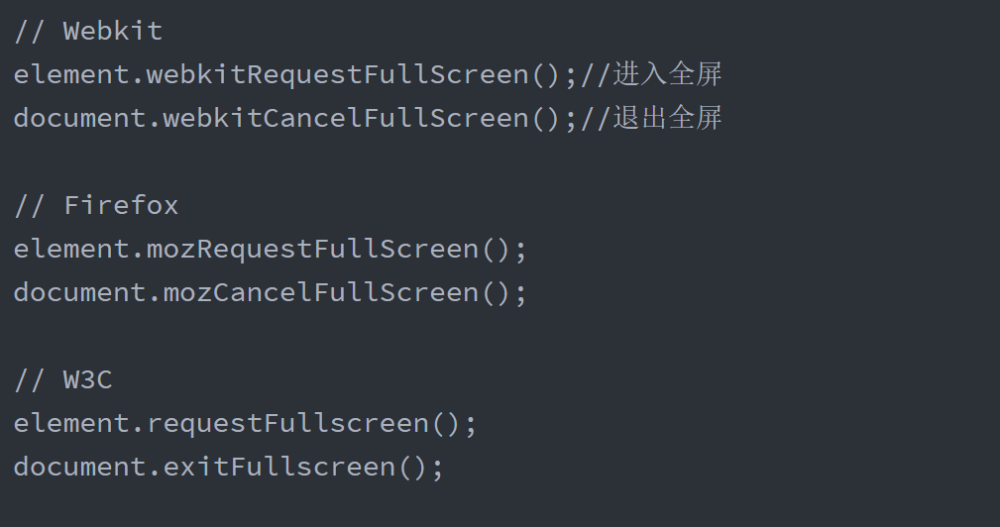 // Webkit
element.webkitRequestFullScreen();//进入全屏
document.webkitCancelFullScreen();//退出全屏
// Firefox
element.mozRequestFullScreen();
document.mozCancelFullScreen();
// W3C
element.requestFullscreen();
document.exitFullscreen();